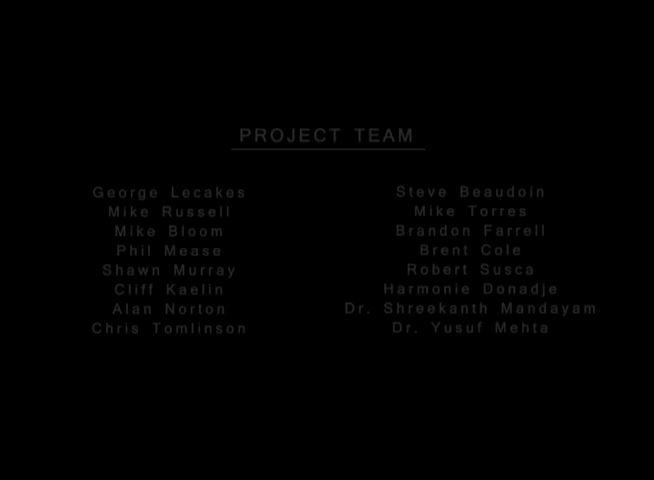 PROJECT TEAM
George Lecakes
Mike Russell
Mike Bloom
Phil Mease
Shawn Murray
Cliff Kaelin
Alan Norton
Chris Tomlinson
Steve Beaudoin
Mike Torres
Brandon Farrell
Brent Cole
Robert Susca
Harmonie Donadje
Dr. Shreekanth Mandayam
Dr. Yusuf Mehta